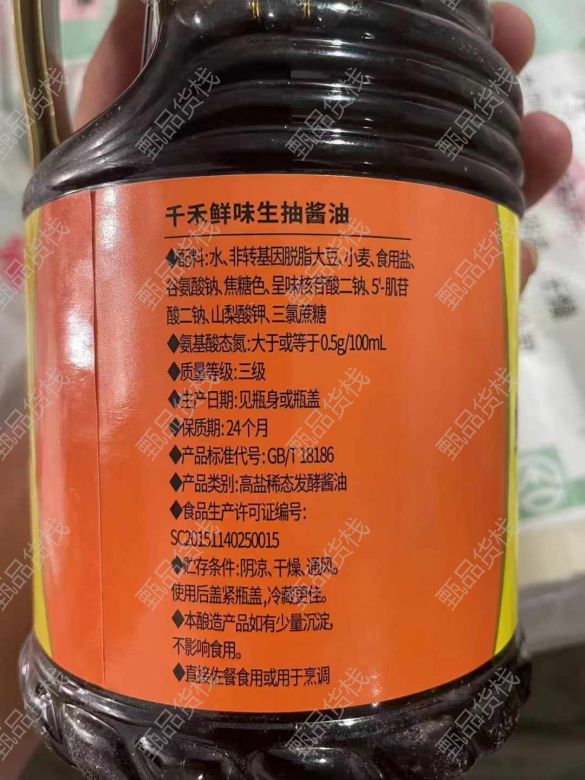 千禾鲜味生抽酱油
◆配料:水、非转基因脱脂大豆、小麦、食用盐、
谷氨酸钠、焦糖色、呈味核苷酸二钠、5'-肌苷
酸二钠、山梨酸钾、三氯蔗糖
◆氨基酸态氮:大于或等于0.5g/100mL
◆质量等级:三级
◆生产日期:见瓶身或瓶盖
◆保质期:24个月
◆产品标准代号:GB/T 18186
◆产品类别:高盐稀态发酵酱油
◆食品生产许可证编号:
SC20151140250015
◆贮存条件:阴凉、干燥、通风。
使用后盖紧瓶盖,冷藏更佳。
◆本酿造产品如有少量沉淀,
不影响食用。
◆直接佐餐食用或用于烹调
甄品货栈